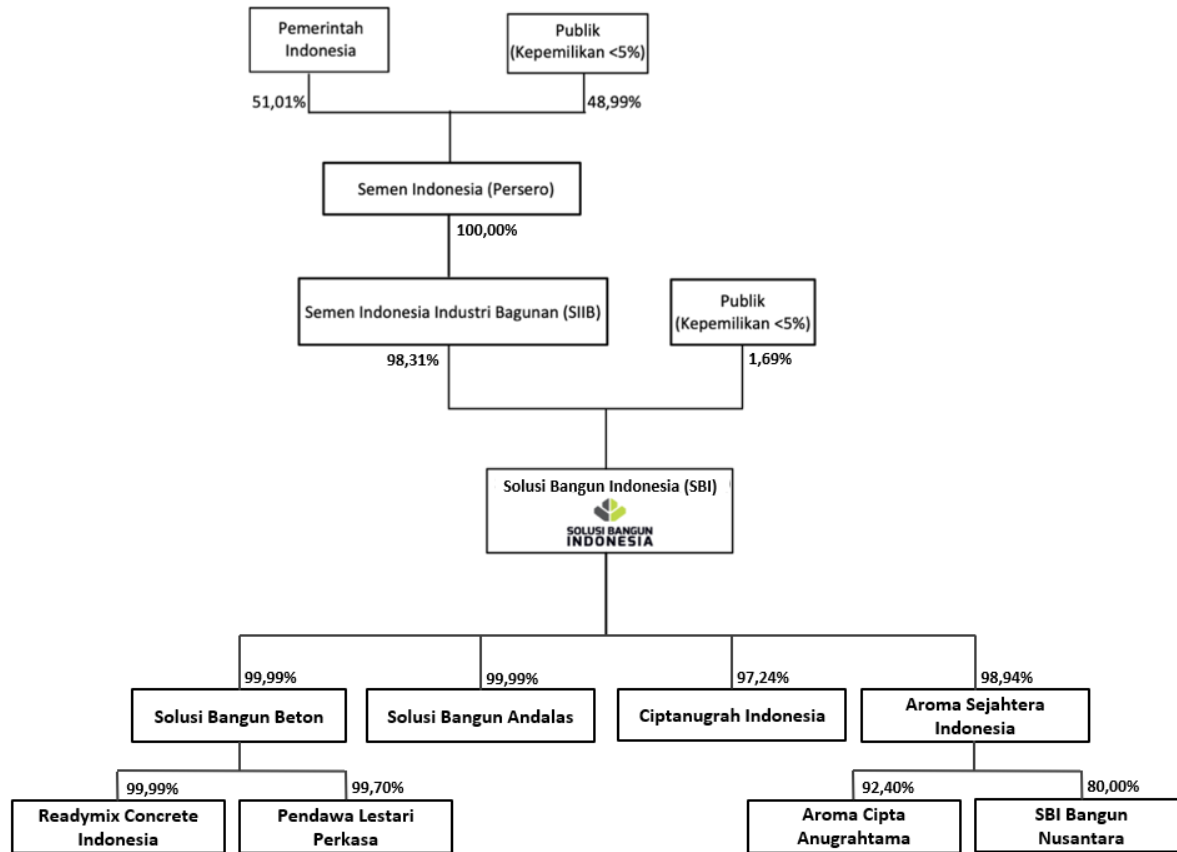 Pemerintah
Indonesia
Publik
(Kepemilikan <5%)
51,01%
48,99%
Semen Indonesia (Persero)
100,00%
Semen Indonesia Industri Bagunan (SIIB)
Publik
(Kepemilikan <5%)
98,31%
1,69%
Solusi Bangun Indonesia (SBI)
SOLUSI BANGUN
INDONESIA
99,99%
99,99%
97,24%
98,94%
Solusi Bangun Beton
Solusi Bangun Andalas
Ciptanugrah Indonesia
Aroma Sejahtera
Indonesia
99,99%
99,70%
92,40%
80,00%
Readymix Concrete
Indonesia
Pendawa Lestari
Perkasa
Aroma Cipta
Anugrahtama
SBI Bangun
Nusantara